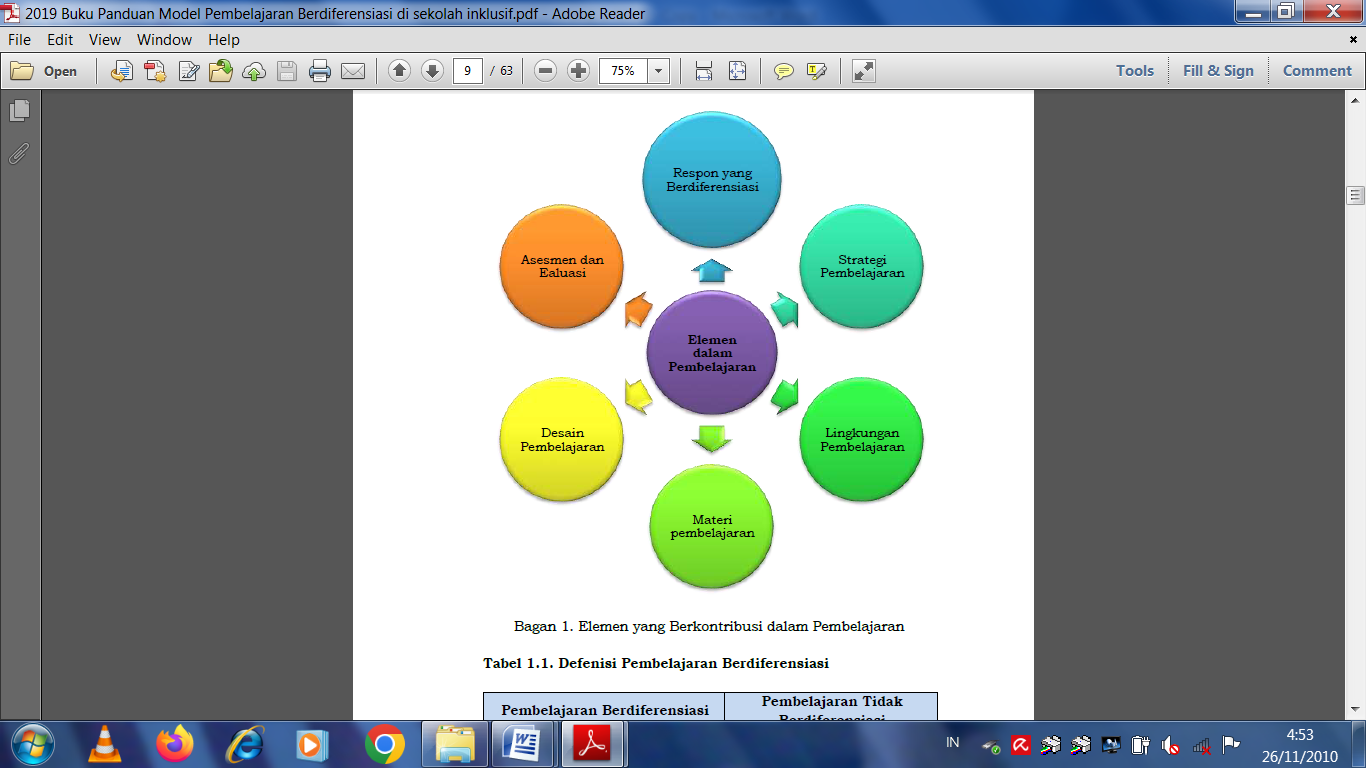 2019 Buku Panduan Model Pembelajaran Berdiferensiasi di sekolah inklusif.pdf - Adobe Reader
File Edit View Window Help
Open 9 / 63 75% Tools Fill & Sign Comment
Respon yang
Berdiferensiasi
Asesmen dan
Ealuasi
Strategi
Pembelajaran
Elemen
dalam
Pembelajaran
Desain
Pembelajaran
Lingkungan
Pembelajaran
Materi
pembelajaran
Bagan 1. Elemen yang Berkontribusi dalam Pembelajaran
Tabel 1.1. Defenisi Pembelajaran Berdiferensiasi
Pembelajaran Berdiferensiasi
Pembelajaran Tidak
Berdiferensiasi
IN
4:53
26/11/2010